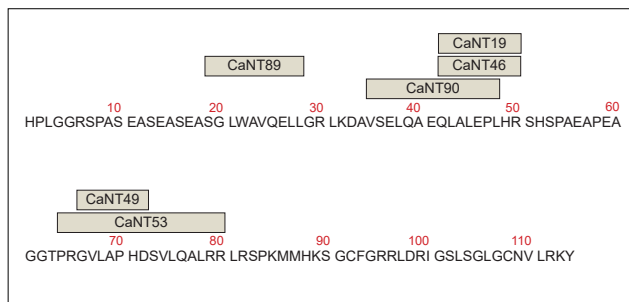 CaNT19
CaNT89 CaNT46
CaNT90
10 20 30 40 50 60
HPLGGRSPAS EASEASEASG LWAVQELLGR LKDAVSELQA EQLALEPLHR SHSPAEAPEA
CaNT49
CaNT53
70 80 90 100 110
GGTPRGVLAP HDSVLQALRR LRSPKMMHKS GCFGRRLDRI GSLSGLGCNV LRKY